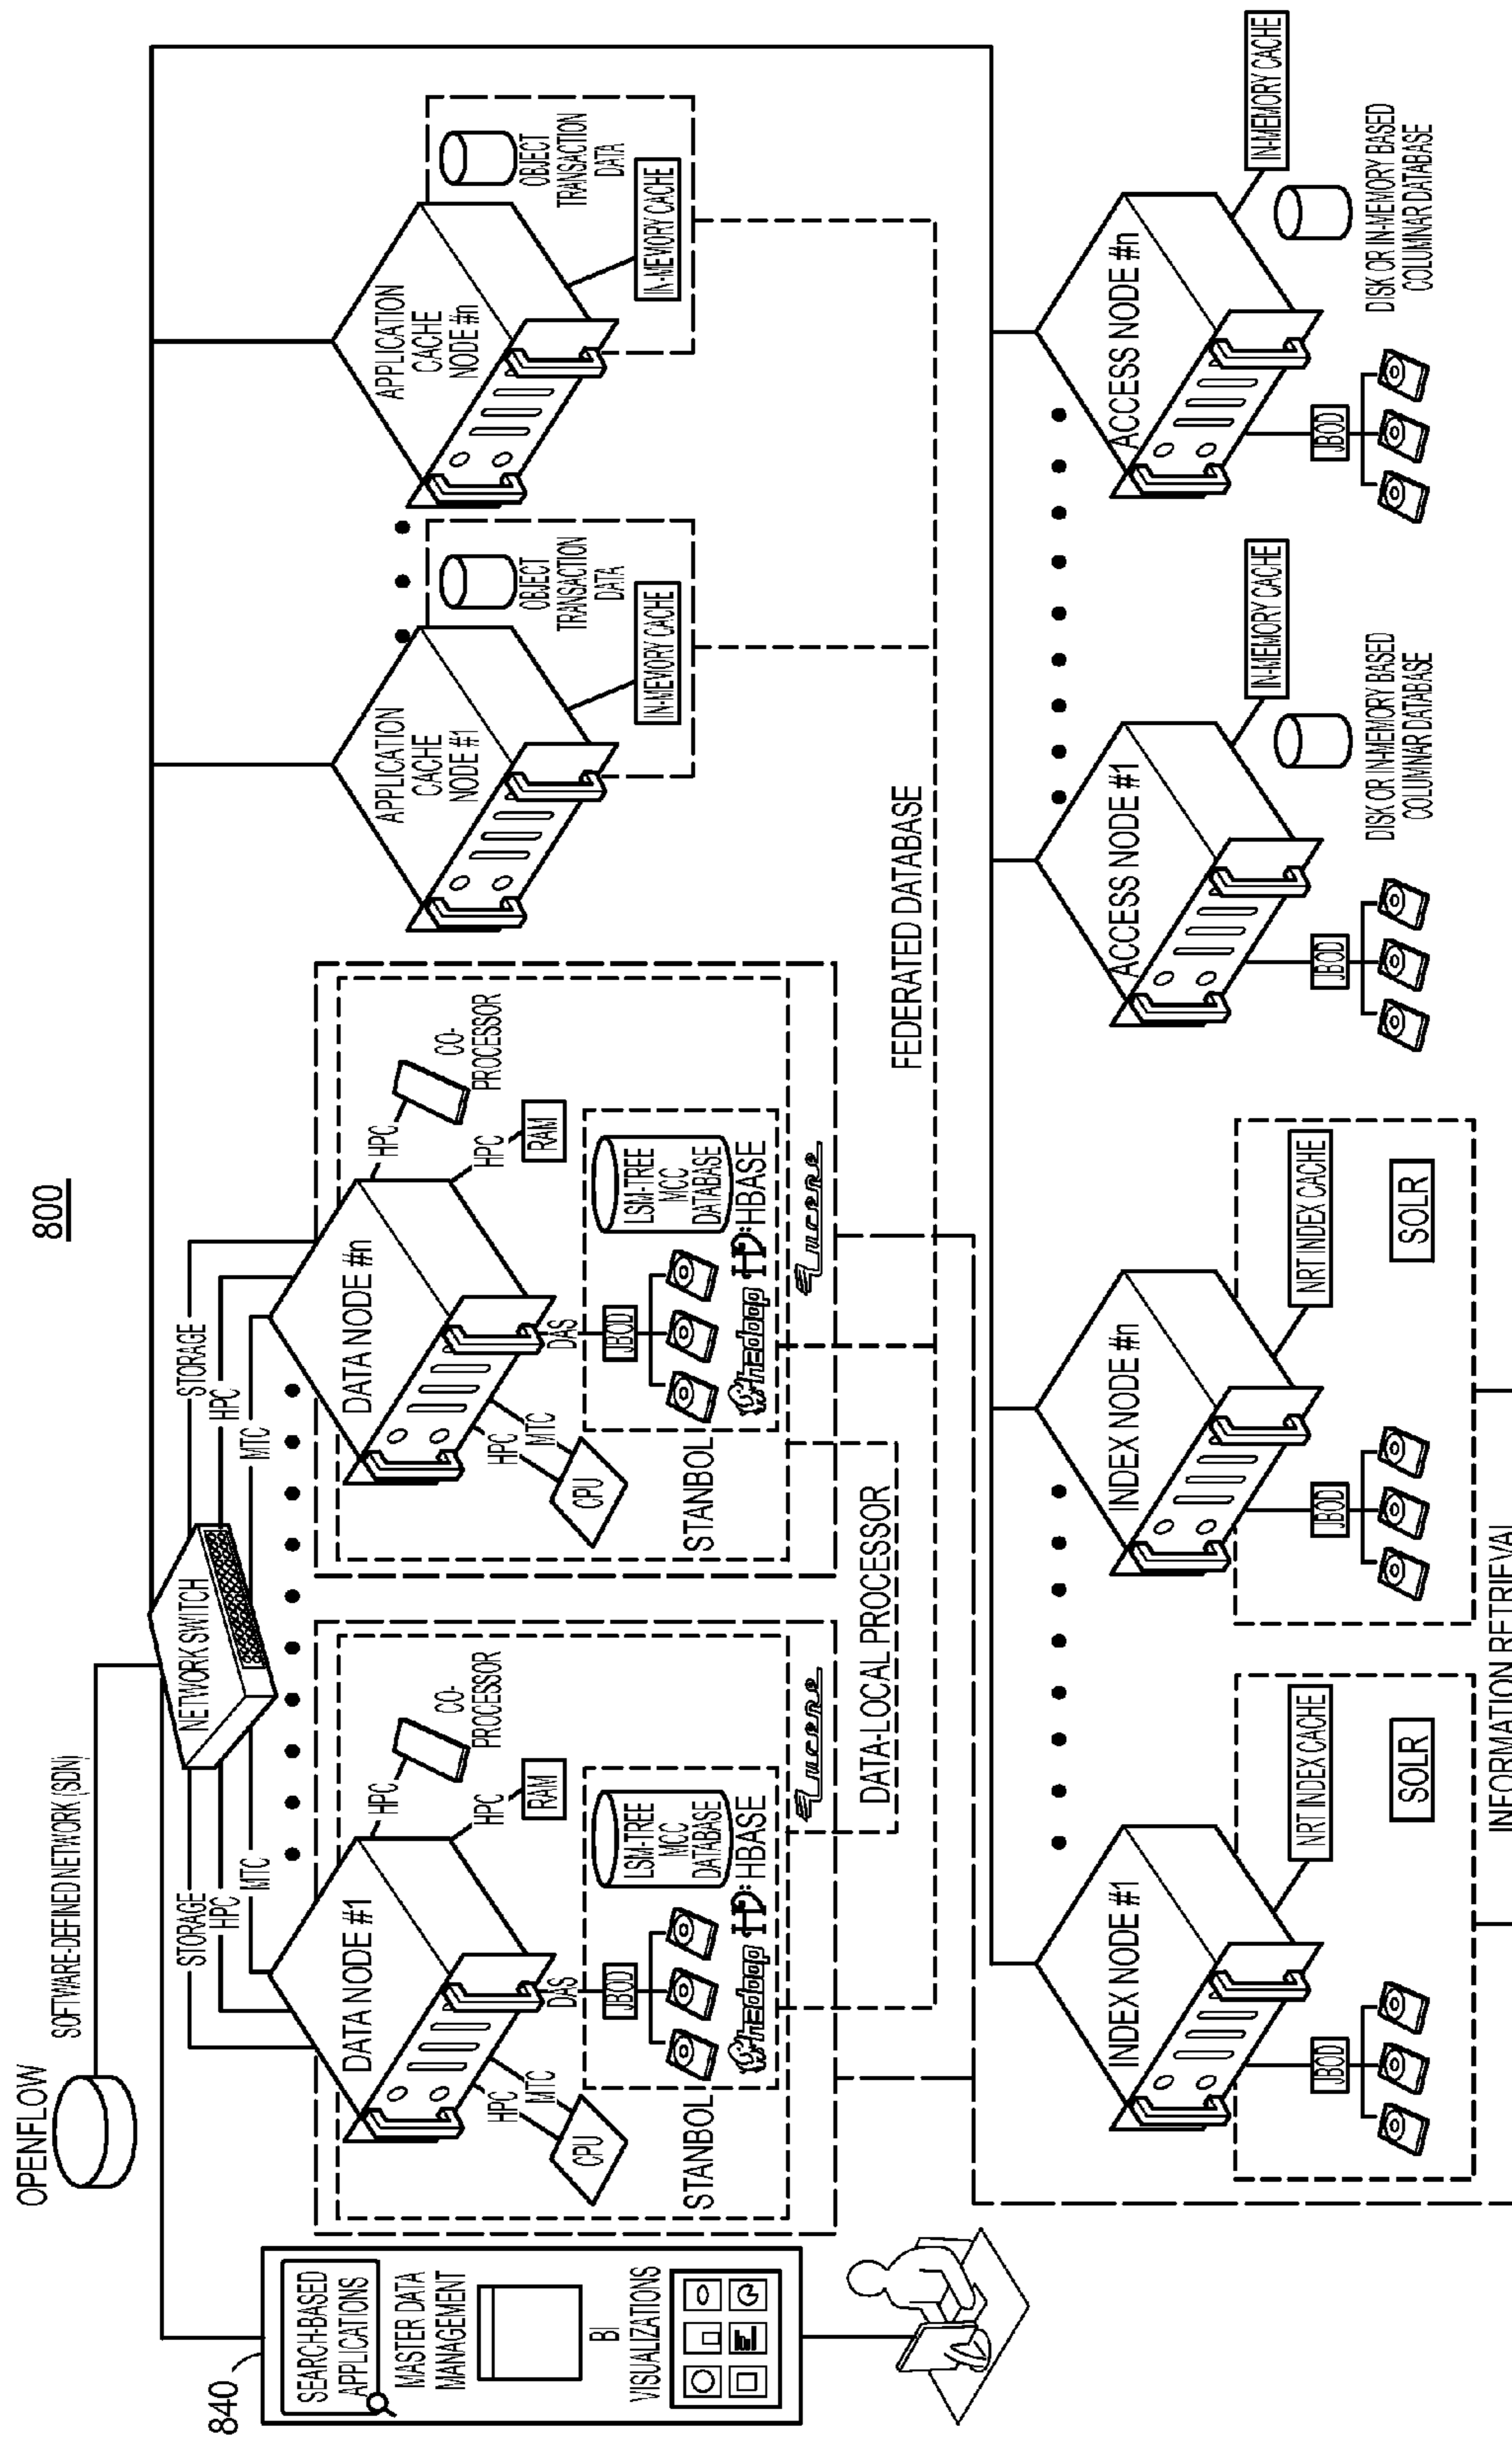 800
OPENFLOW
SOFTWARE-DEFINED NETWORK (SDN)
NETWORK SWITCH
840
SEARCH-BASED
APPLICATIONS
MASTER DATA
MANAGEMENT
BI
VISUALIZATIONS
STORAGE
HPC
MTC
DATA NODE #1
HPC
CO-
PROCESSOR
HPC
RAM
HPC
MTC
CPU
DAS
JBOD
LSM-TREE
MCC
DATABASE
hadoop
HBASE
STANBOL
Lucene
STORAGE
HPC
MTC
DATA NODE #n
HPC
CO-
PROCESSOR
HPC
RAM
HPC
MTC
CPU
DAS
JBOD
LSM-TREE
MCC
DATABASE
hadoop
HBASE
STANBOL
Lucene
DATA-LOCAL PROCESSOR
FEDERATED DATABASE
APPLICATION
CACHE
NODE #1
OBJECT
TRANSACTION
DATA
IN-MEMORY CACHE
APPLICATION
CACHE
NODE #n
OBJECT
TRANSACTION
DATA
IN-MEMORY CACHE
INDEX NODE #1
NRT INDEX CACHE
JBOD
SOLR
INDEX NODE #n
NRT INDEX CACHE
JBOD
SOLR
INFORMATION RETRIEVAL
ACCESS NODE #1
IN-MEMORY CACHE
JBOD
DISK OR IN-MEMORY BASED
COLUMNAR DATABASE
ACCESS NODE #n
IN-MEMORY CACHE
JBOD
DISK OR IN-MEMORY BASED
COLUMNAR DATABASE